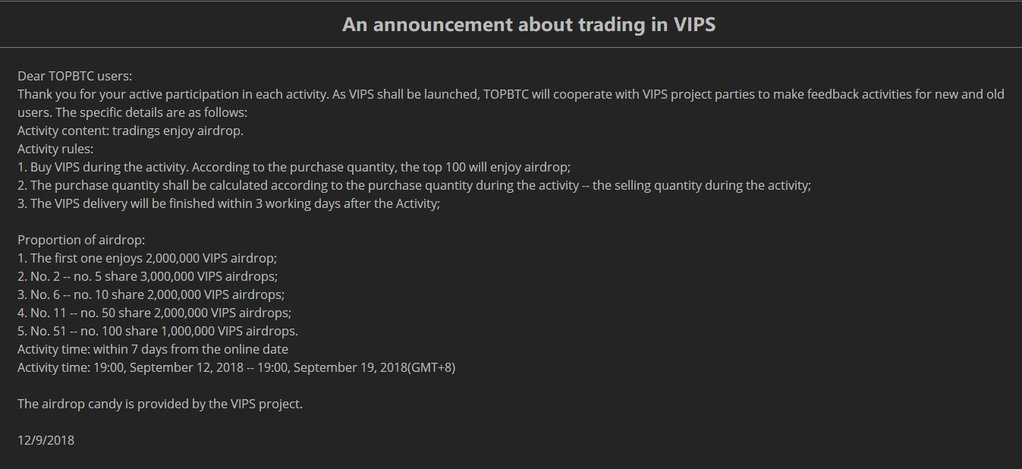 An announcement about trading in VIPS
Dear TOPBTC users:
Thank you for your active participation in each activity. As VIPS shall be launched, TOPBTC will cooperate with VIPS project parties to make feedback activities for new and old
users. The specific details are as follows:
Activity content: tradings enjoy airdrop.
Activity rules:
1. Buy VIPS during the activity. According to the purchase quantity, the top 100 will enjoy airdrop;
2. The purchase quantity shall be calculated according to the purchase quantity during the activity -- the selling quantity during the activity;
3. The VIPS delivery will be finished within 3 working days after the Activity;
Proportion of airdrop:
1. The first one enjoys 2,000,000 VIPS airdrop;
2. No. 2 -- no. 5 share 3,000,000 VIPS airdrops;
3. No. 6 -- no. 10 share 2,000,000 VIPS airdrops;
4. No. 11 -- no. 50 share 2,000,000 VIPS airdrops;
5. No. 51 -- no. 100 share 1,000,000 VIPS airdrops.
Activity time: within 7 days from the online date
Activity time: 19:00, September 12, 2018 -- 19:00, September 19, 2018(GMT+8)
The airdrop candy is provided by the VIPS project.
12/9/2018